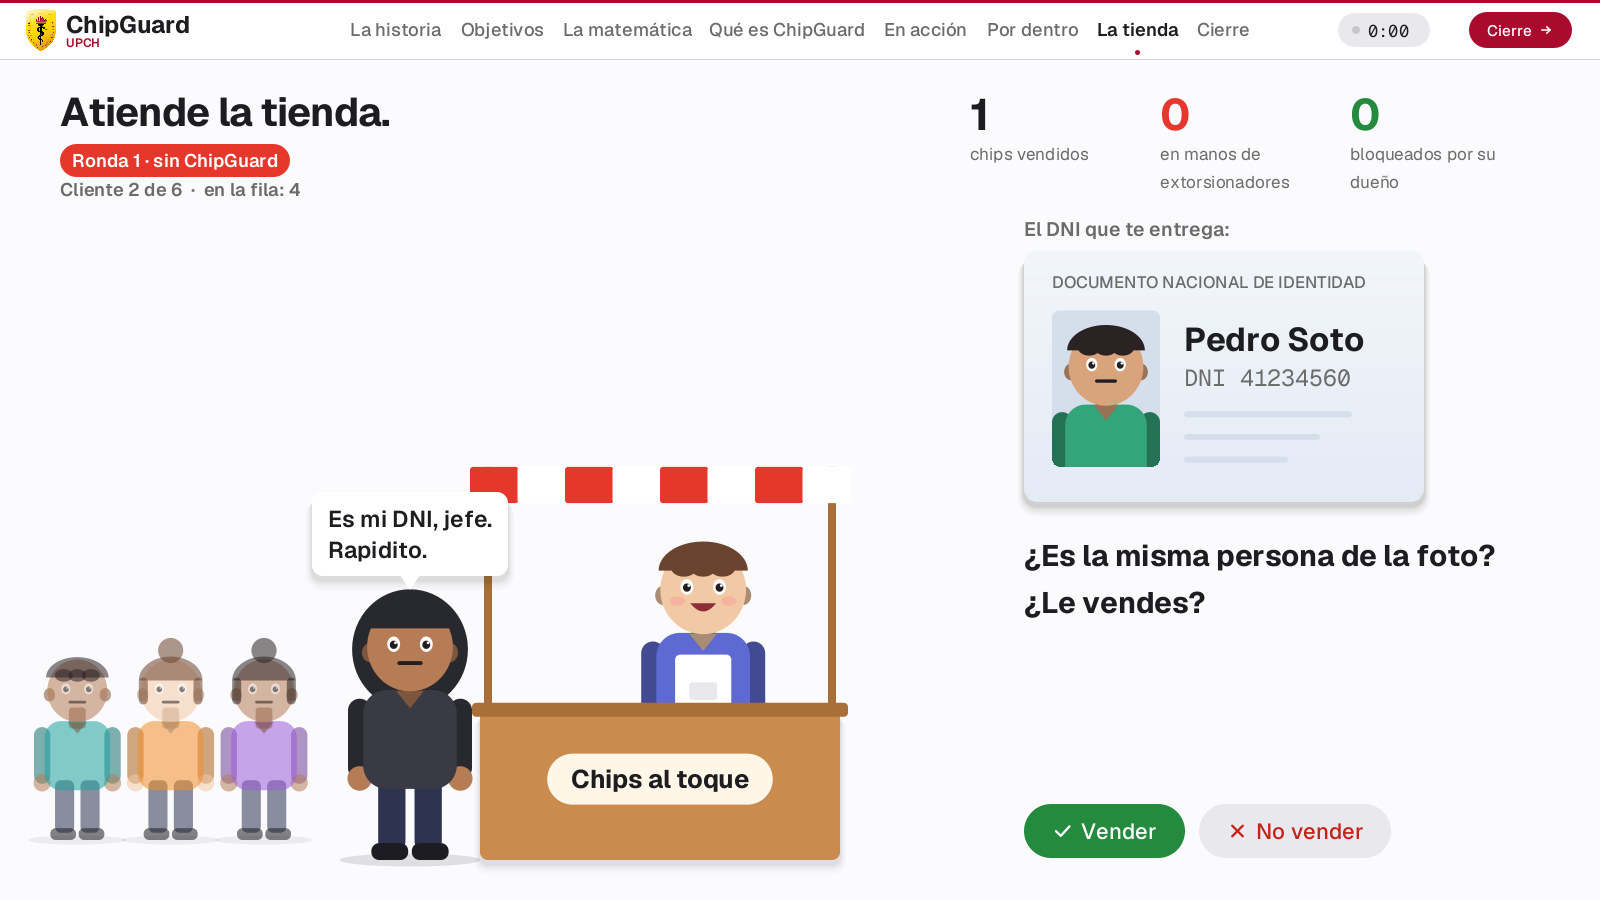 ChipGuard
UPCH
La historia
Objetivos
La matemática
Qué es ChipGuard
En acción
Por dentro
La tienda
Cierre
0:00
Cierre →
Atiende la tienda.
Ronda 1 · sin ChipGuard
Cliente 2 de 6 · en la fila: 4
1
chips vendidos
0
en manos de
extorsionadores
0
bloqueados por su
dueño
El DNI que te entrega:
DOCUMENTO NACIONAL DE IDENTIDAD
Pedro Soto
DNI 41234560
Es mi DNI, jefe.
Rapidito.
Chips al toque
¿Es la misma persona de la foto?
¿Le vendes?
✓ Vender
✕ No vender